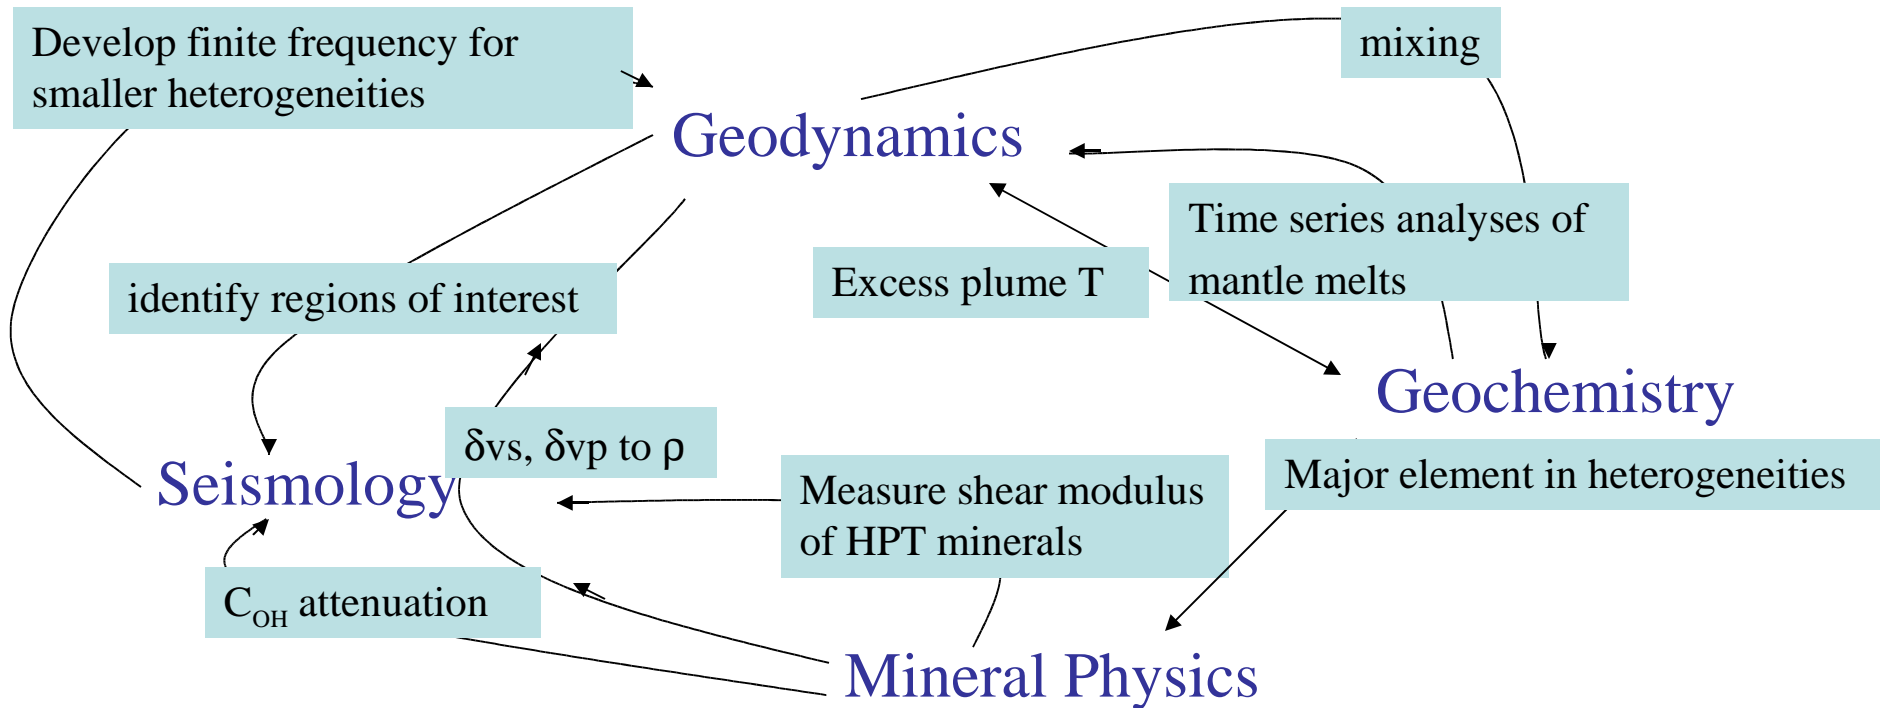 Develop finite frequency for
smaller heterogeneities
mixing
Geodynamics
Time series analyses of
mantle melts
Excess plume T
identify regions of interest
Geochemistry
δvs, δvp to ρ
Seismology
Measure shear modulus
of HPT minerals
Major element in heterogeneities
C_OH attenuation
Mineral Physics